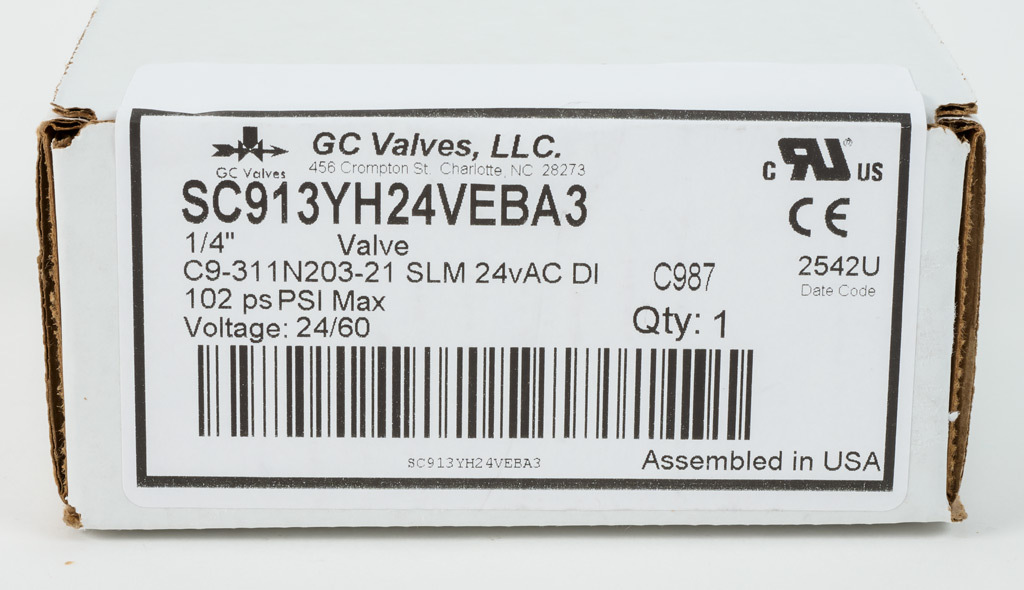 GC Valves
GC Valves, LLC.
456 Crompton St. Charlotte, NC 28273
SC913YH24VEBA3
1/4" Valve
C9-311N203-21 SLM 24vAC DI
102 psPSI Max
Voltage: 24/60
C987
Qty: 1
C RU® US
CE
2542U
Date Code
SC913YH24VEBA3
Assembled in USA